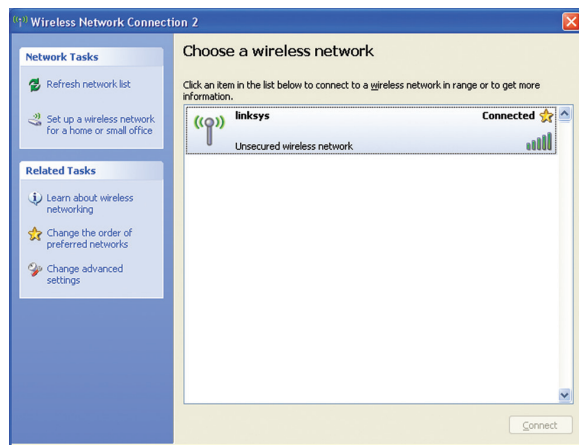 Wireless Network Connection 2
Network Tasks
Refresh network list
Set up a wireless network
for a home or small office
Related Tasks
Learn about wireless
networking
Change the order of
preferred networks
Change advanced
settings
Choose a wireless network
Click an item in the list below to connect to a wireless network in range or to get more
information.
linksys
Connected
Unsecured wireless network
Connect